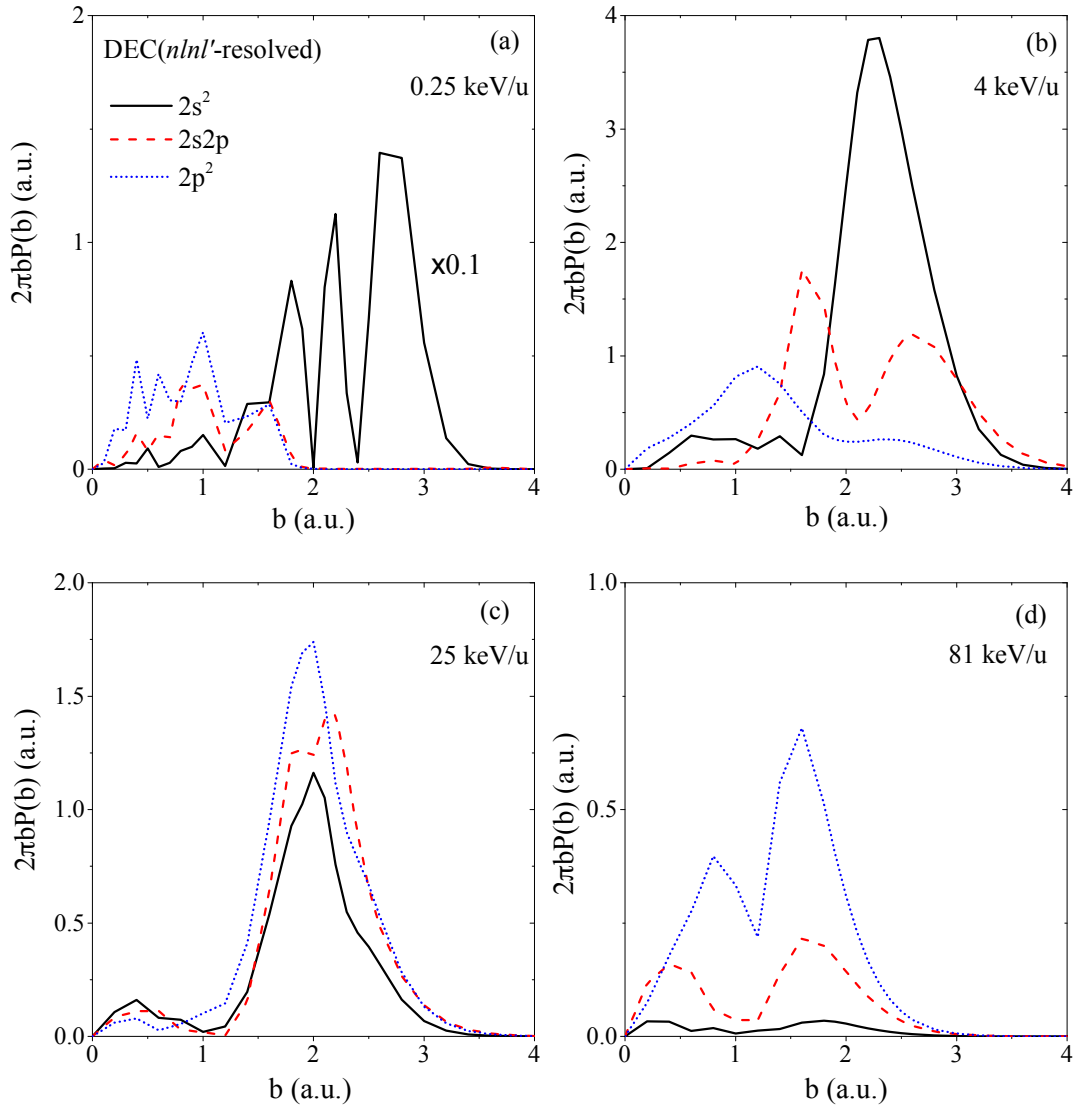 DEC(nlnl'-resolved)
2s²
2s2p
2p²
(a)
0.25 keV/u
×0.1
2πbP(b) (a.u.)
2
1
0
0 1 2 3 4
b (a.u.)
(b)
4 keV/u
2πbP(b) (a.u.)
4
3
2
1
0
0 1 2 3 4
b (a.u.)
(c)
25 keV/u
2πbP(b) (a.u.)
2.0
1.5
1.0
0.5
0.0
0 1 2 3 4
b (a.u.)
(d)
81 keV/u
2πbP(b) (a.u.)
1.0
0.5
0.0
0 1 2 3 4
b (a.u.)